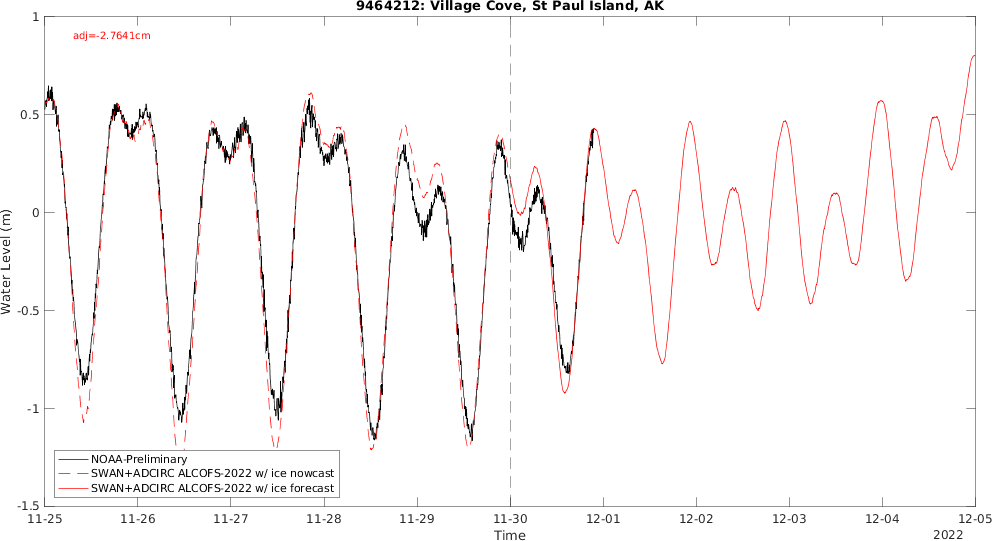 9464212: Village Cove, St Paul Island, AK
adj=-2.7641cm
1
0.5
0
-0.5
-1
-1.5
Water Level (m)
NOAA-Preliminary
SWAN+ADCIRC ALCOFS-2022 w/ ice nowcast
SWAN+ADCIRC ALCOFS-2022 w/ ice forecast
11-25 11-26 11-27 11-28 11-29 11-30 12-01 12-02 12-03 12-04 12-05
Time
2022